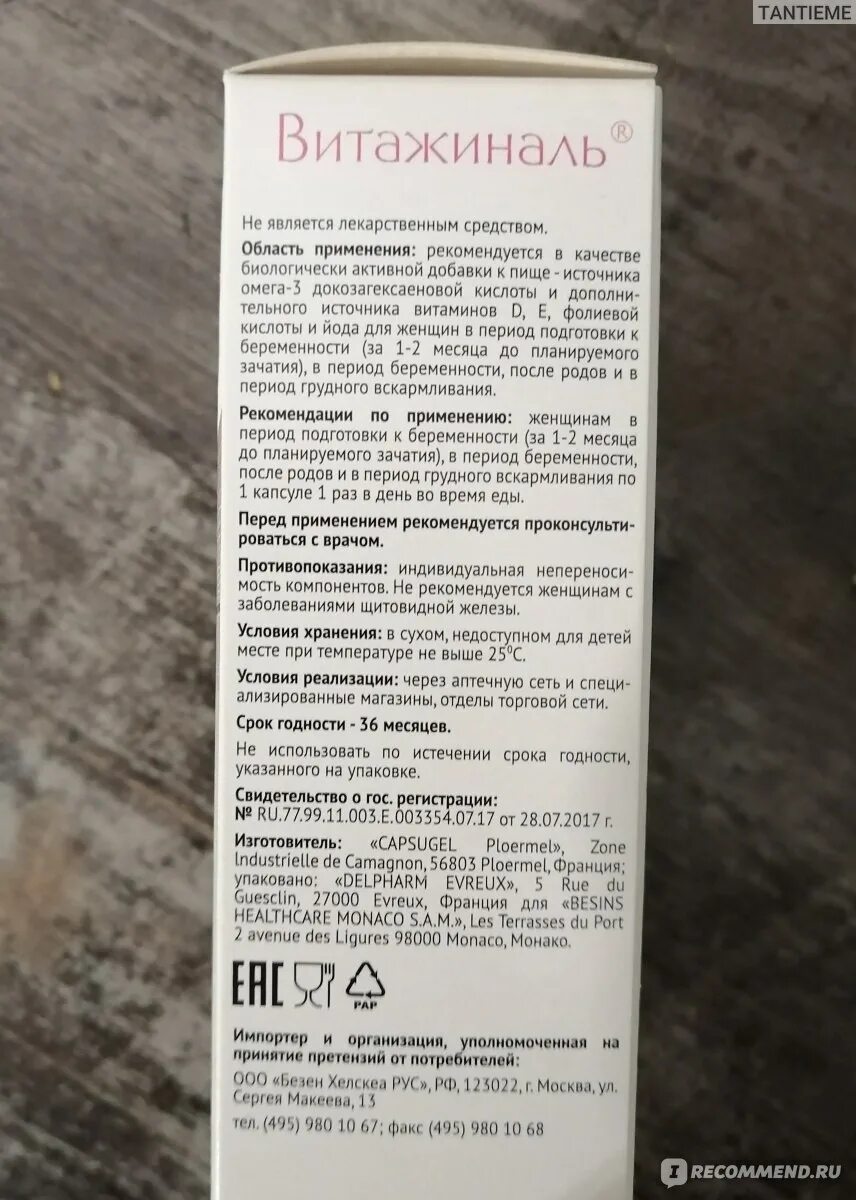 TANTIEME
Витажиналь®
Не является лекарственным средством.
Область применения: рекомендуется в качестве
биологически активной добавки к пище - источника
омега-3 докозагексаеновой кислоты и дополни-
тельного источника витаминов D, E, фолиевой
кислоты и йода для женщин в период подготовки к
беременности (за 1-2 месяца до планируемого
зачатия), в период беременности, после родов и в
период грудного вскармливания.
Рекомендации по применению: женщинам в
период подготовки к беременности (за 1-2 месяца
до планируемого зачатия), в период беременности,
после родов и в период грудного вскармливания по
1 капсуле 1 раз в день во время еды.
Перед применением рекомендуется проконсульти-
роваться с врачом.
Противопоказания: индивидуальная непереноси-
мость компонентов. Не рекомендуется женщинам с
заболеваниями щитовидной железы.
Условия хранения: в сухом, недоступном для детей
месте при температуре не выше 25⁰С.
Условия реализации: через аптечную сеть и специ-
ализированные магазины, отделы торговой сети.
Срок годности - 36 месяцев.
Не использовать по истечении срока годности,
указанного на упаковке.
Свидетельство о гос. регистрации:
№ RU.77.99.11.003.E.003354.07.17 от 28.07.2017 г.
Изготовитель: «CAPSUGEL Ploermel», Zone
Industrielle de Camagnon, 56803 Ploermel, Франция;
упаковано: «DELPHARM EVREUX», 5 Rue du
Guesclin, 27000 Evreux, Франция для «BESINS
HEALTHCARE MONACO S.A.M.», Les Terrasses du Port
2 avenue des Ligures 98000 Monaco, Монако.
EAC
PAP
Импортер и организация, уполномоченная на
принятие претензий от потребителей:
ООО «Безен Хелскеа РУС», РФ, 123022, г. Москва, ул.
Сергея Макеева, 13
тел. (495) 980 10 67; факс (495) 980 10 68
I RECOMMEND.RU